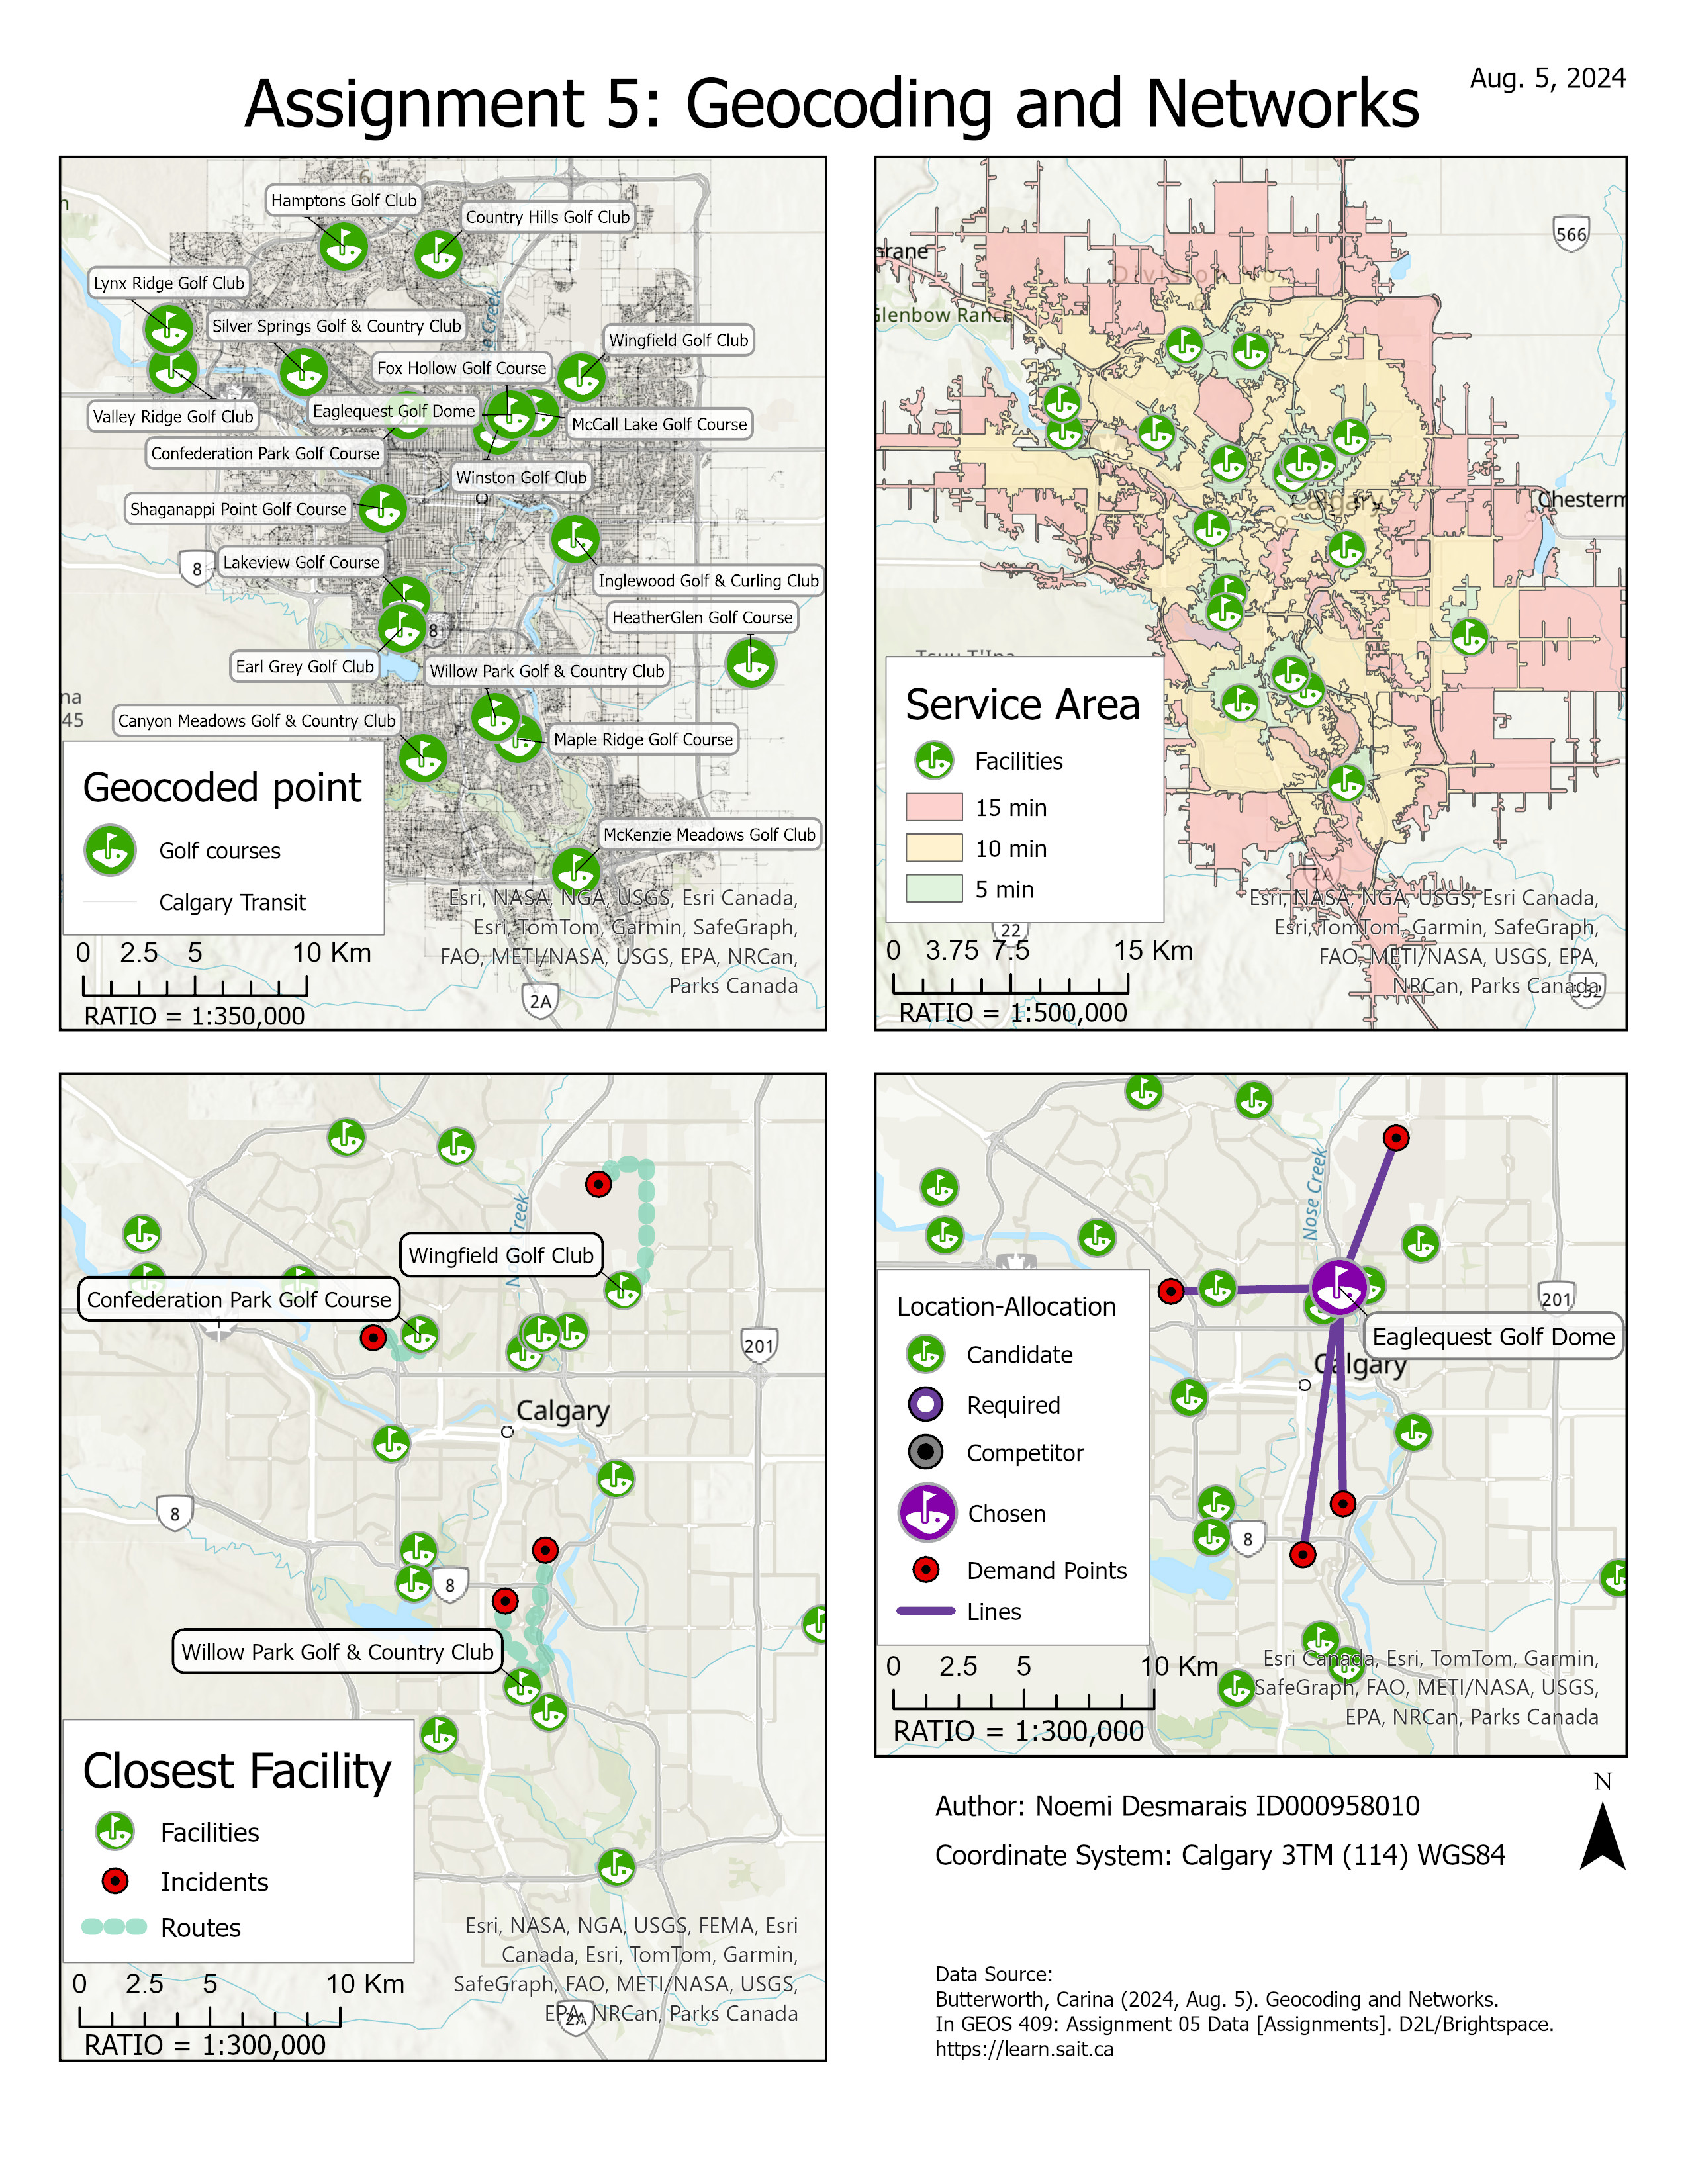 Assignment 5: Geocoding and Networks
Aug. 5, 2024
Hamptons Golf Club
Country Hills Golf Club
Lynx Ridge Golf Club
Silver Springs Golf & Country Club
Wingfield Golf Club
Fox Hollow Golf Course
Valley Ridge Golf Club
Eaglequest Golf Dome
McCall Lake Golf Course
Confederation Park Golf Course
Winston Golf Club
Shaganappi Point Golf Course
8
Lakeview Golf Course
Inglewood Golf & Curling Club
HeatherGlen Golf Course
8
Earl Grey Golf Club
Willow Park Golf & Country Club
na
45
Canyon Meadows Golf & Country Club
Maple Ridge Golf Course
McKenzie Meadows Golf Club
Geocoded point
Golf courses
Calgary Transit
0 2.5 5 10 Km
RATIO = 1:350,000
2A
Esri, NASA, NGA, USGS, Esri Canada,
Esri, TomTom, Garmin, SafeGraph,
FAO, METI/NASA, USGS, EPA, NRCan,
Parks Canada
566
rane
Division No.
6
Glenbow Ranch
Calgary
Chesterm
Tsuu T'Ina
Service Area
Facilities
15 min
10 min
5 min
2A
22
0 3.75 7.5 15 Km
RATIO = 1:500,000
Esri, NASA, NGA, USGS, Esri Canada,
Esri, TomTom, Garmin, SafeGraph,
FAO, METI/NASA, USGS, EPA,
NRCan, Parks Canada
552
Creek
Wingfield Golf Club
Confederation Park Golf Course
201
Calgary
8
8
Willow Park Golf & Country Club
Closest Facility
Facilities
Incidents
Routes
0 2.5 5 10 Km
RATIO = 1:300,000
Esri, NASA, NGA, USGS, FEMA, Esri
Canada, Esri, TomTom, Garmin,
SafeGraph, FAO, METI/NASA, USGS,
EPA, NRCan, Parks Canada
2A
Nose Creek
201
Eaglequest Golf Dome
Calgary
8
Location-Allocation
Candidate
Required
Competitor
Chosen
Demand Points
Lines
0 2.5 5 10 Km
RATIO = 1:300,000
Esri Canada, Esri, TomTom, Garmin,
SafeGraph, FAO, METI/NASA, USGS,
EPA, NRCan, Parks Canada
N
Author: Noemi Desmarais ID000958010
Coordinate System: Calgary 3TM (114) WGS84
Data Source:
Butterworth, Carina (2024, Aug. 5). Geocoding and Networks.
In GEOS 409: Assignment 05 Data [Assignments]. D2L/Brightspace.
https://learn.sait.ca